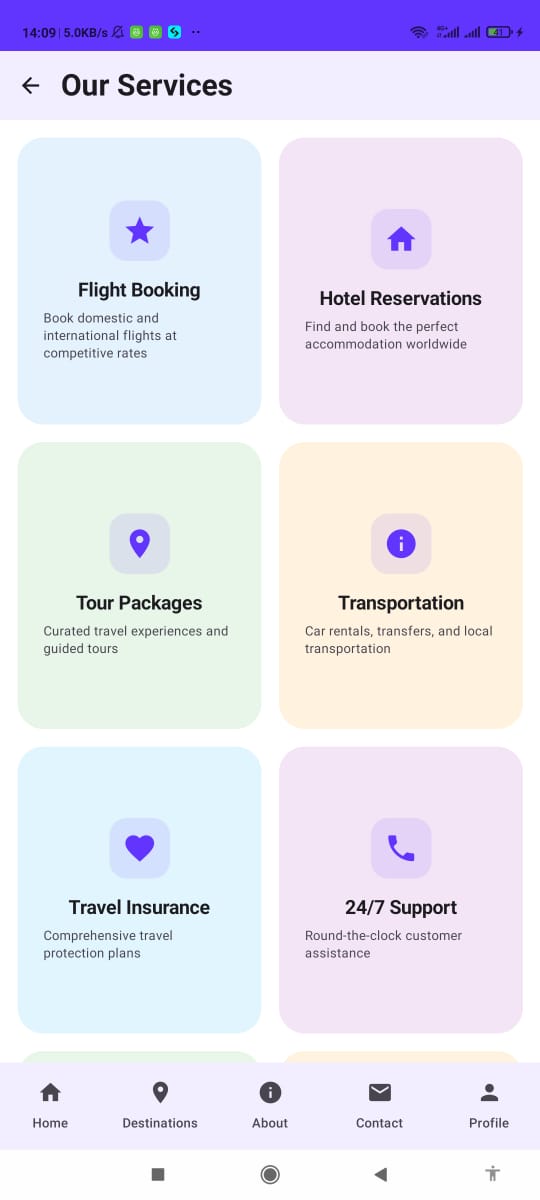 14:09 5.0KB/s 41
Our Services
Flight Booking
Book domestic and
international flights at
competitive rates
Hotel Reservations
Find and book the perfect
accommodation worldwide
Tour Packages
Curated travel experiences and
guided tours
Transportation
Car rentals, transfers, and local
transportation
Travel Insurance
Comprehensive travel
protection plans
24/7 Support
Round-the-clock customer
assistance
Home Destinations About Contact Profile